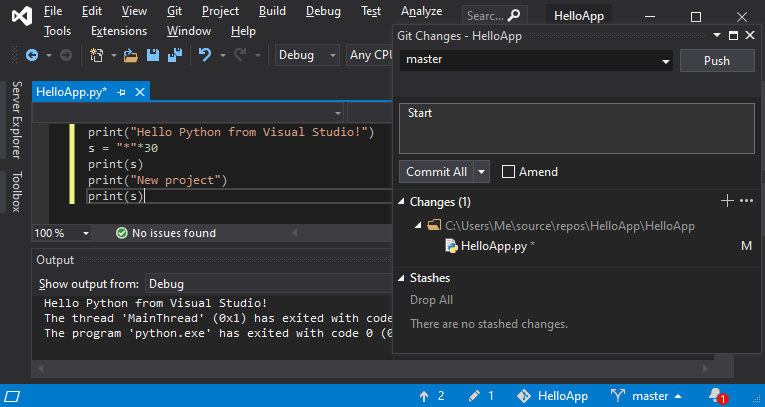 File Edit View Git Project Build Debug Test Analyze Search... HelloApp
Tools Extensions Window Help
Debug Any CPU
Git Changes - HelloApp
master Push
Start
Commit All Amend
Changes (1)
C:\Users\Me\source\repos\HelloApp\HelloApp
HelloApp.py * M
Stashes
Drop All
There are no stashed changes.
Server Explorer
Toolbox
HelloApp.py*
print("Hello Python from Visual Studio!")
s = "*"*30
print(s)
print("New project")
print(s)
100 % No issues found
Output
Show output from: Debug
Hello Python from Visual Studio!
The thread 'MainThread' (0x1) has exited with code
The program 'python.exe' has exited with code 0 (0
2 1 HelloApp master 1